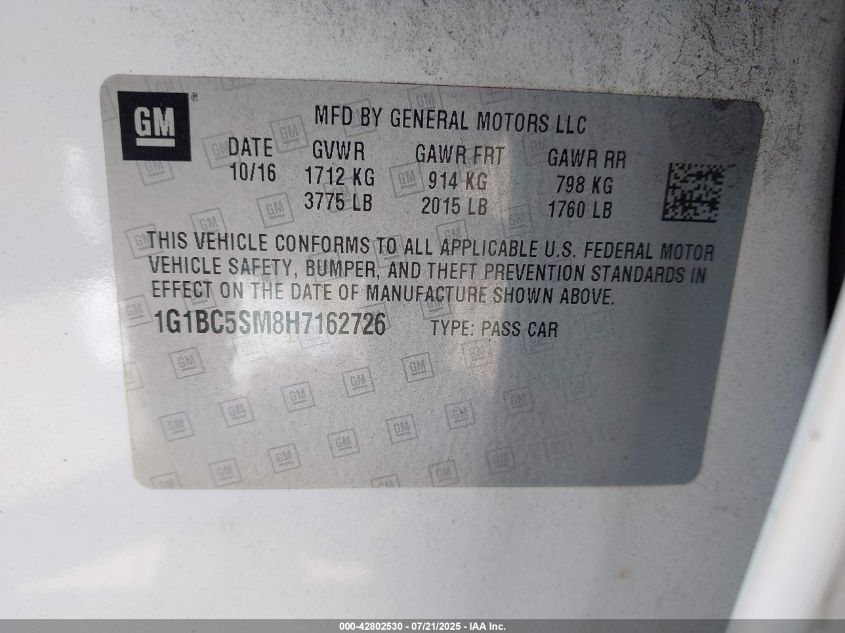 GM®
MFD BY GENERAL MOTORS LLC
DATE GVWR GAWR FRT GAWR RR
10/16 1712 KG 914 KG 798 KG
3775 LB 2015 LB 1760 LB
THIS VEHICLE CONFORMS TO ALL APPLICABLE U.S. FEDERAL MOTOR
VEHICLE SAFETY, BUMPER, AND THEFT PREVENTION STANDARDS IN
EFFECT ON THE DATE OF MANUFACTURE SHOWN ABOVE.
1G1BC5SM8H7162726 TYPE: PASS CAR
000-42802530 - 07/21/2025 - IAA Inc.